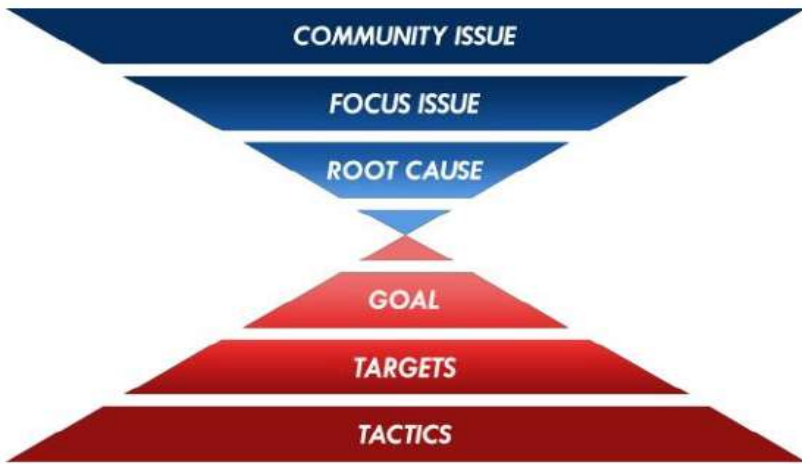 COMMUNITY ISSUE
FOCUS ISSUE
ROOT CAUSE
GOAL
TARGETS
TACTICS